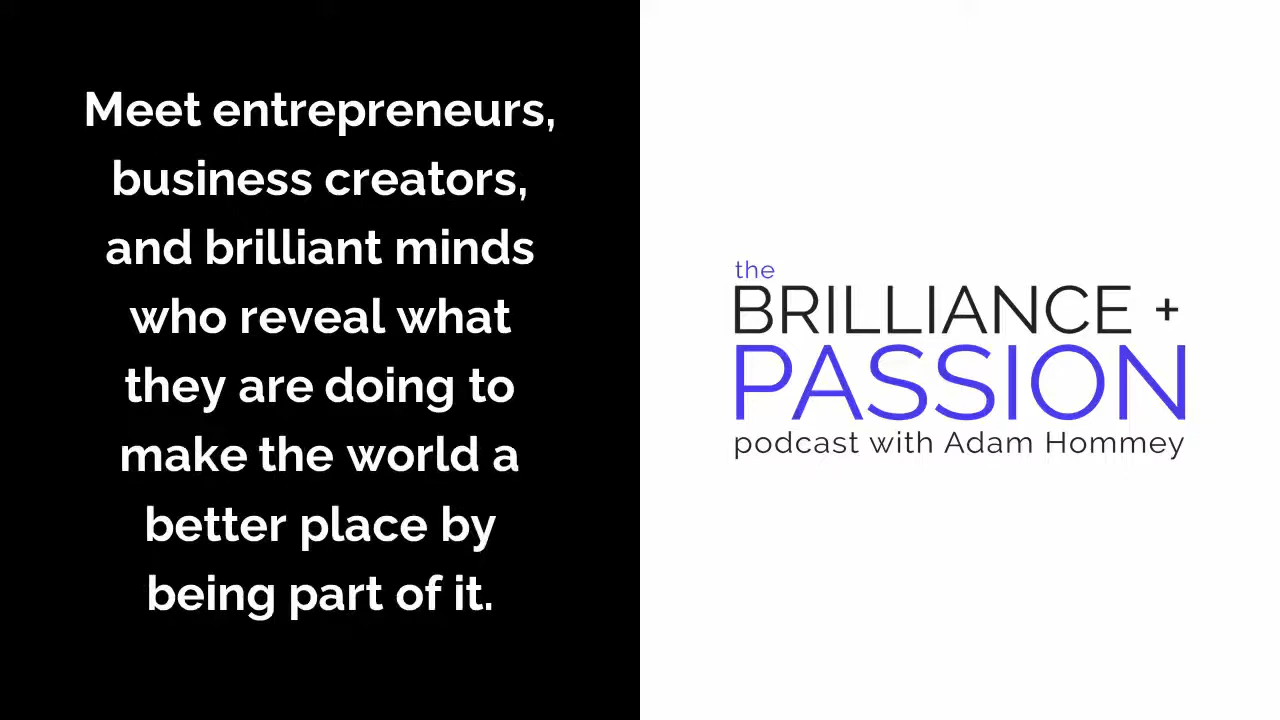 Meet entrepreneurs,
business creators,
and brilliant minds
who reveal what
they are doing to
make the world a
better place by
being part of it.
the
BRILLIANCE +
PASSION
podcast with Adam Hommey